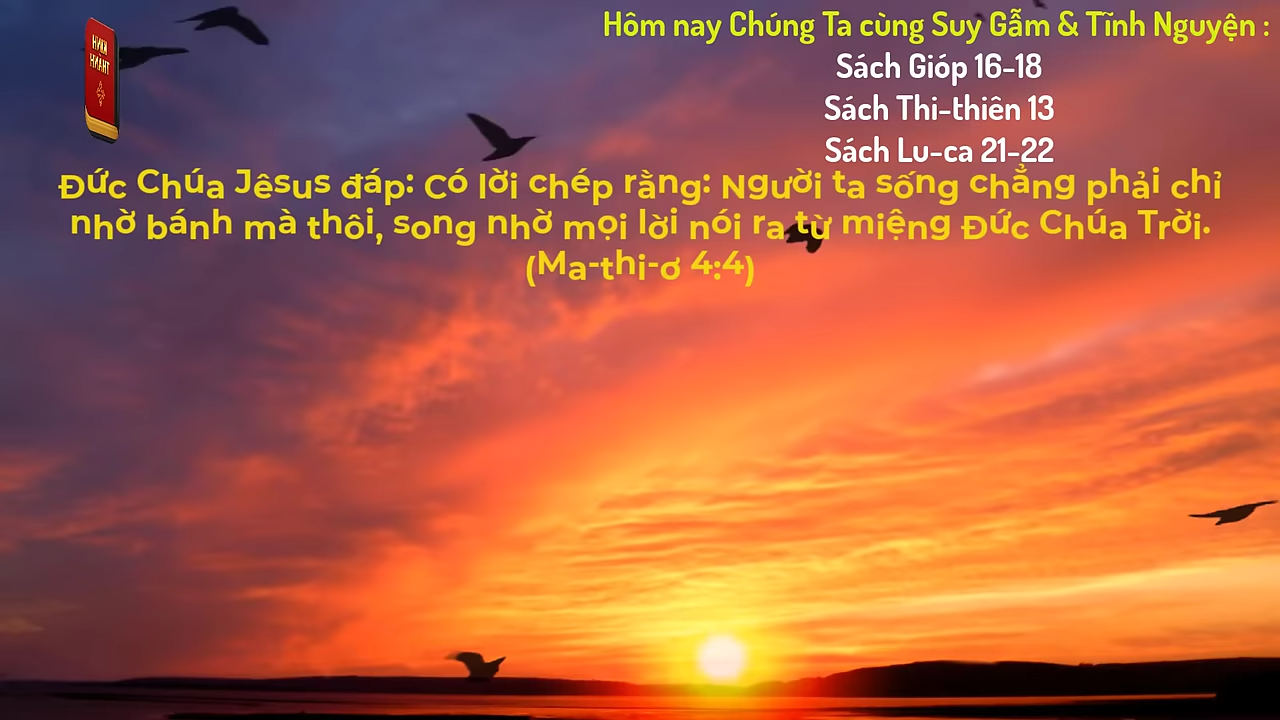 KINH
THÁNH
Hôm nay Chúng Ta cùng Suy Gẫm & Tĩnh Nguyện :
Sách Gióp 16-18
Sách Thi-thiên 13
Sách Lu-ca 21-22
Đức Chúa Jêsus đáp: Có lời chép rằng: Người ta sống chẳng phải chỉ
nhờ bánh mà thôi, song nhờ mọi lời nói ra từ miệng Đức Chúa Trời.
(Ma-thi-ơ 4:4)